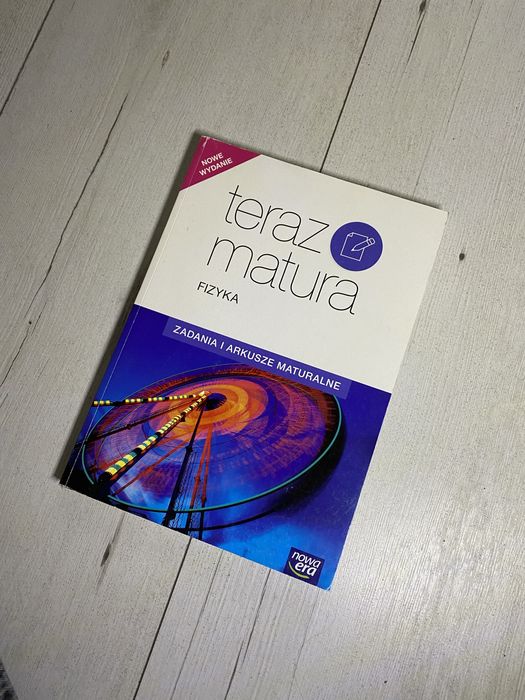 NOWE
WYDANIE
teraz
matura
FIZYKA
ZADANIA I ARKUSZE MATURALNE
nowa
era